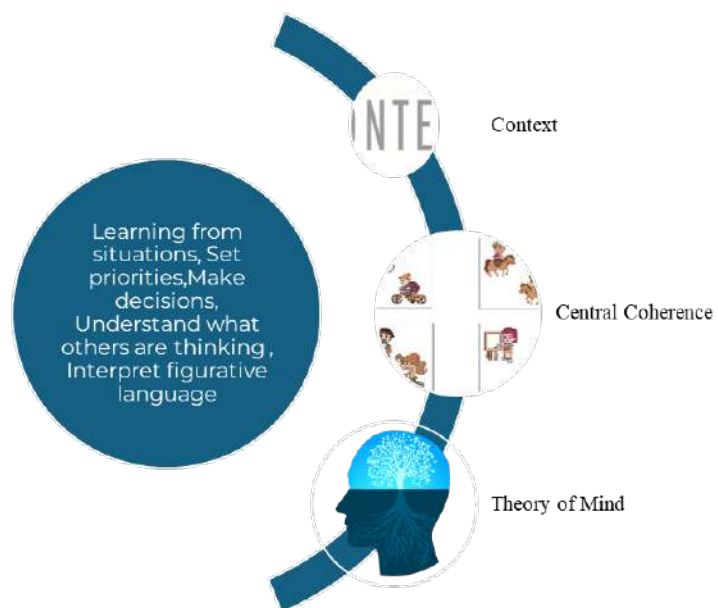 NTE
Context
Learning from
situations, Set
priorities,Make
decisions,
Understand what
others are thinking ,
Interpret figurative
language
Central Coherence
Theory of Mind